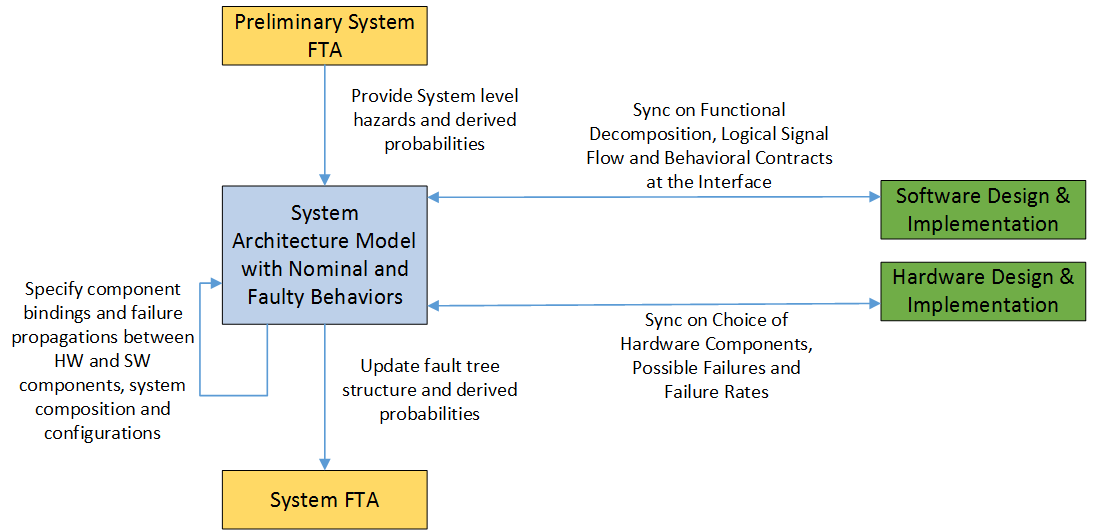 Preliminary System
FTA
Provide System level
hazards and derived
probabilities
Sync on Functional
Decomposition, Logical Signal
Flow and Behavioral Contracts
at the Interface
System
Architecture Model
with Nominal and
Faulty Behaviors
Software Design &
Implementation
Hardware Design &
Implementation
Specify component
bindings and failure
propagations between
HW and SW
components, system
composition and
configurations
Sync on Choice of
Hardware Components,
Possible Failures and
Failure Rates
Update fault tree
structure and derived
probabilities
System FTA